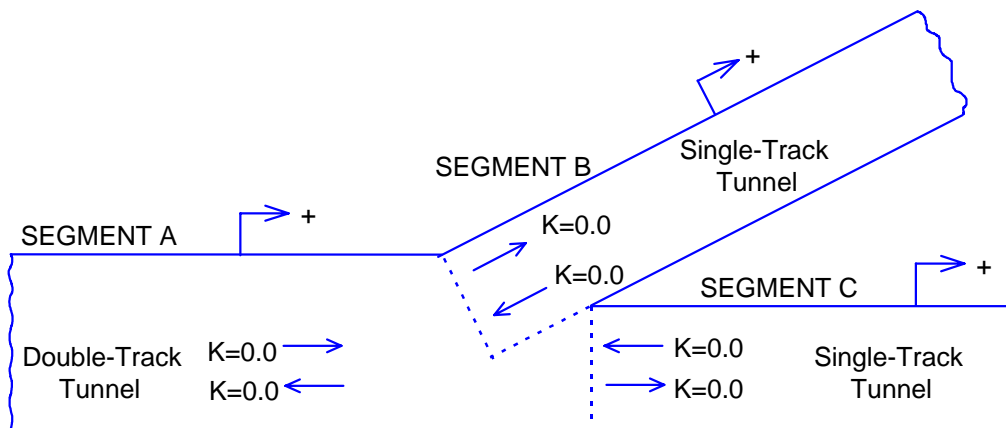 +
Single-Track
Tunnel
SEGMENT B
+
SEGMENT A
K=0.0
K=0.0
+
SEGMENT C
Double-Track
Tunnel
K=0.0
K=0.0
K=0.0
K=0.0
Single-Track
Tunnel